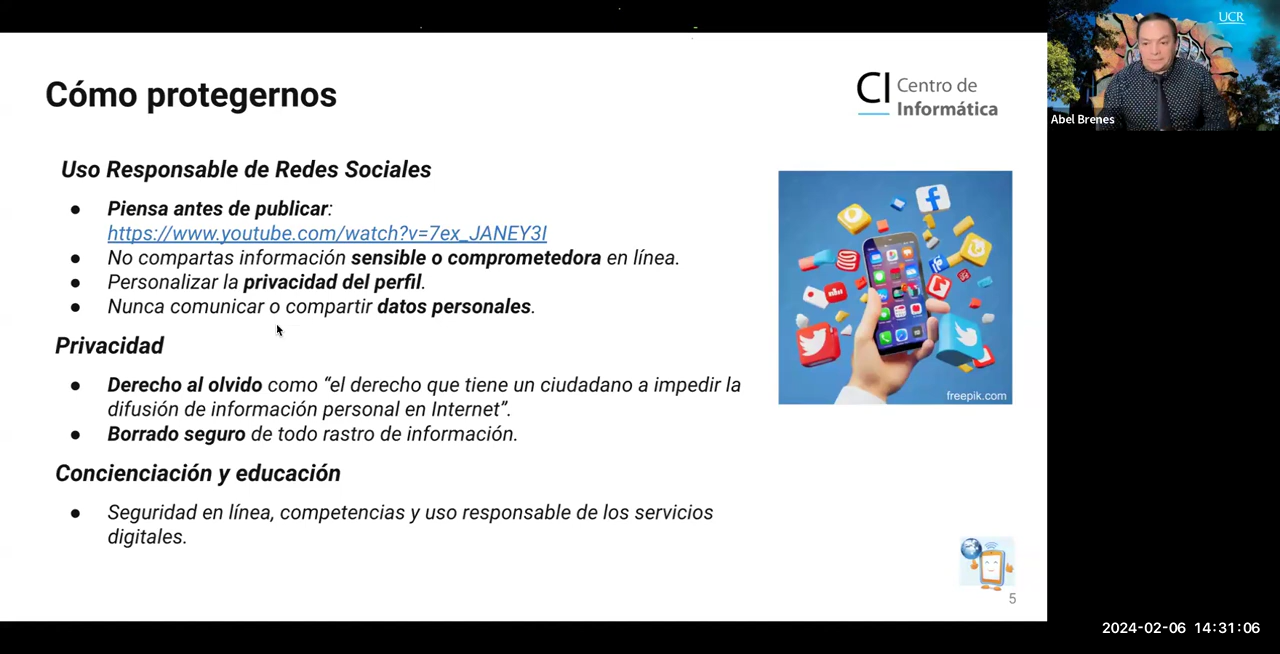 Cómo protegernos
CI Centro de
Informática
UCR
Abel Brenes
Uso Responsable de Redes Sociales
● Piensa antes de publicar:
https://www.youtube.com/watch?v=7ex_JANEY3I
● No compartas información sensible o comprometedora en línea.
● Personalizar la privacidad del perfil.
● Nunca comunicar o compartir datos personales.
freepik.com
Privacidad
● Derecho al olvido como “el derecho que tiene un ciudadano a impedir la
difusión de información personal en Internet”.
● Borrado seguro de todo rastro de información.
Concienciación y educación
● Seguridad en línea, competencias y uso responsable de los servicios
digitales.
5
2024-02-06 14:31:06